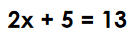 2x + 5 = 13